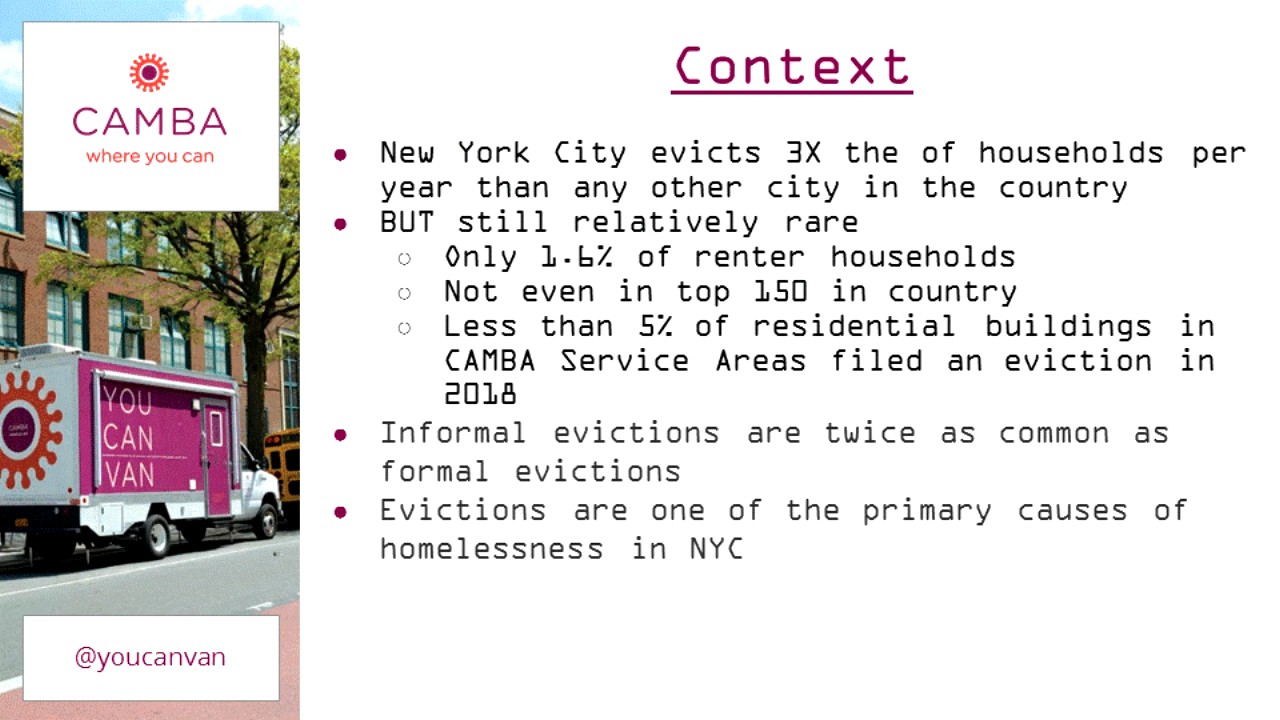 CAMBA
where you can
YOU
CAN
VAN
@youcanvan
Context
● New York City evicts 3X the of households per
year than any other city in the country
● BUT still relatively rare
○ Only 1.6% of renter households
○ Not even in top 150 in country
○ Less than 5% of residential buildings in
CAMBA Service Areas filed an eviction in
2018
● Informal evictions are twice as common as
formal evictions
● Evictions are one of the primary causes of
homelessness in NYC